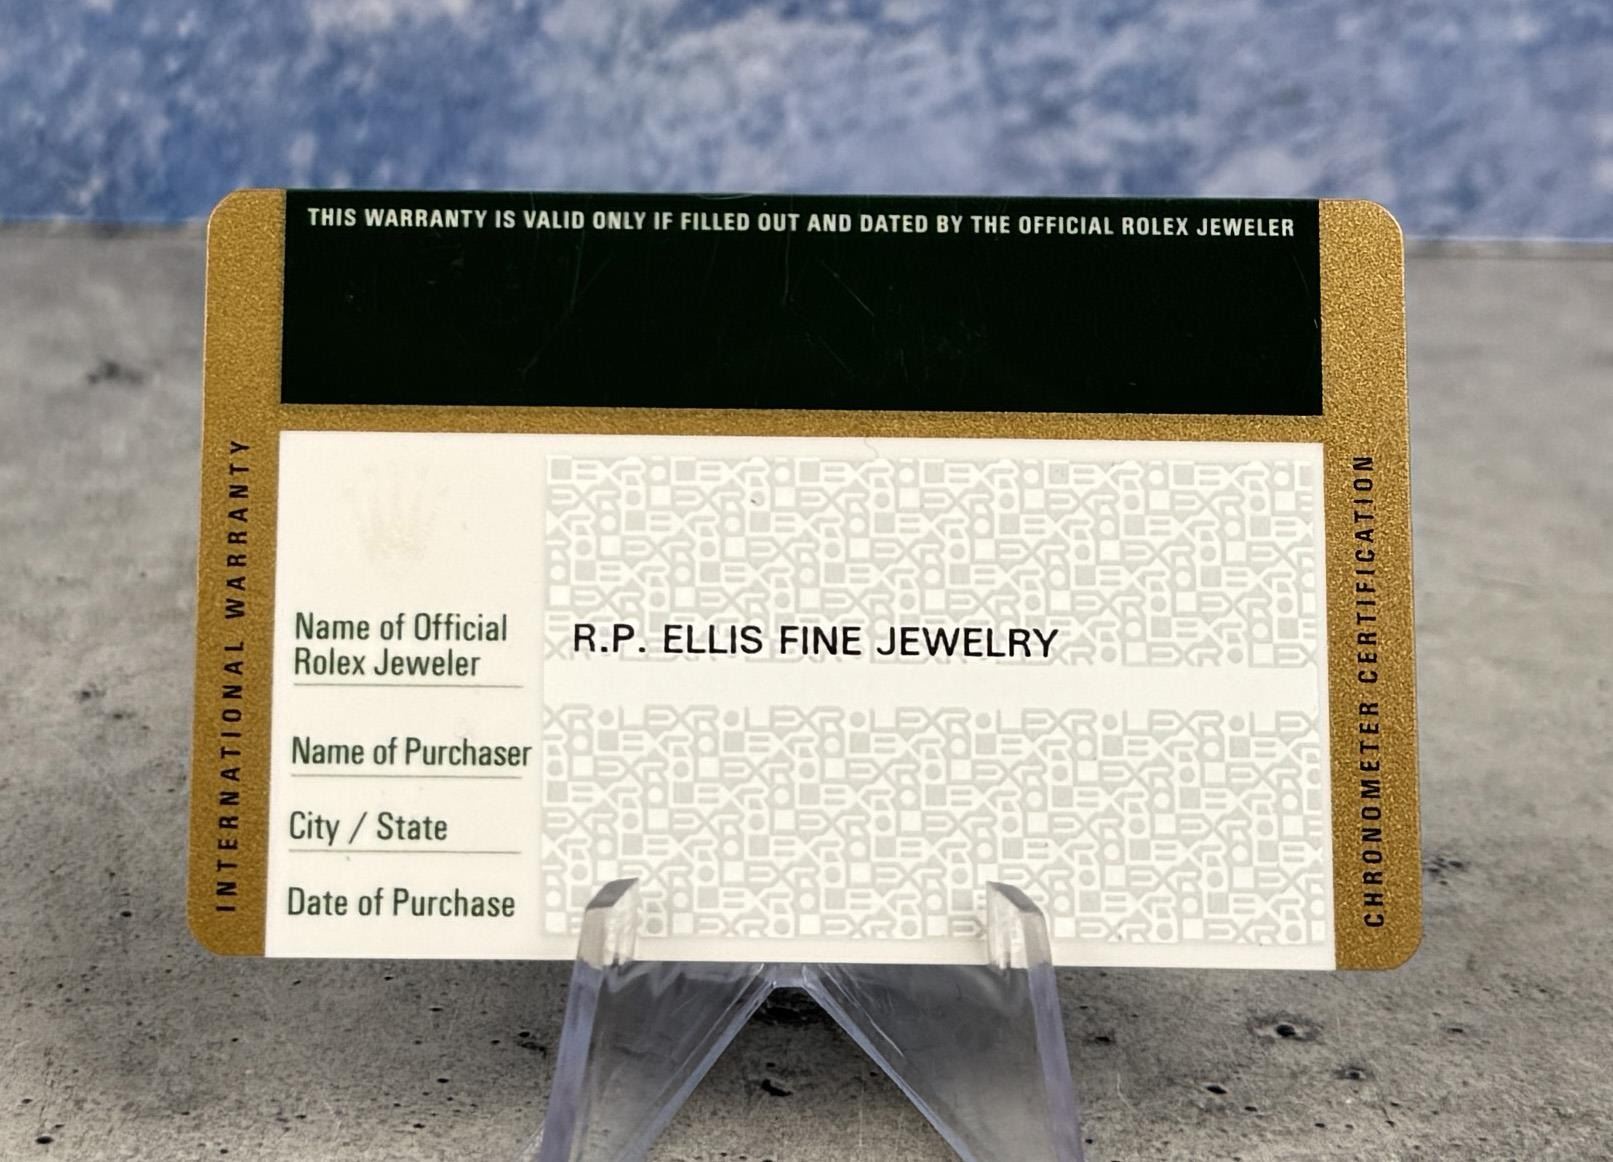 THIS WARRANTY IS VALID ONLY IF FILLED OUT AND DATED BY THE OFFICIAL ROLEX JEWELER
INTERNATIONAL WARRANTY
Name of Official
Rolex Jeweler
R.P. ELLIS FINE JEWELRY
Name of Purchaser
City / State
Date of Purchase
CHRONOMETER CERTIFICATION